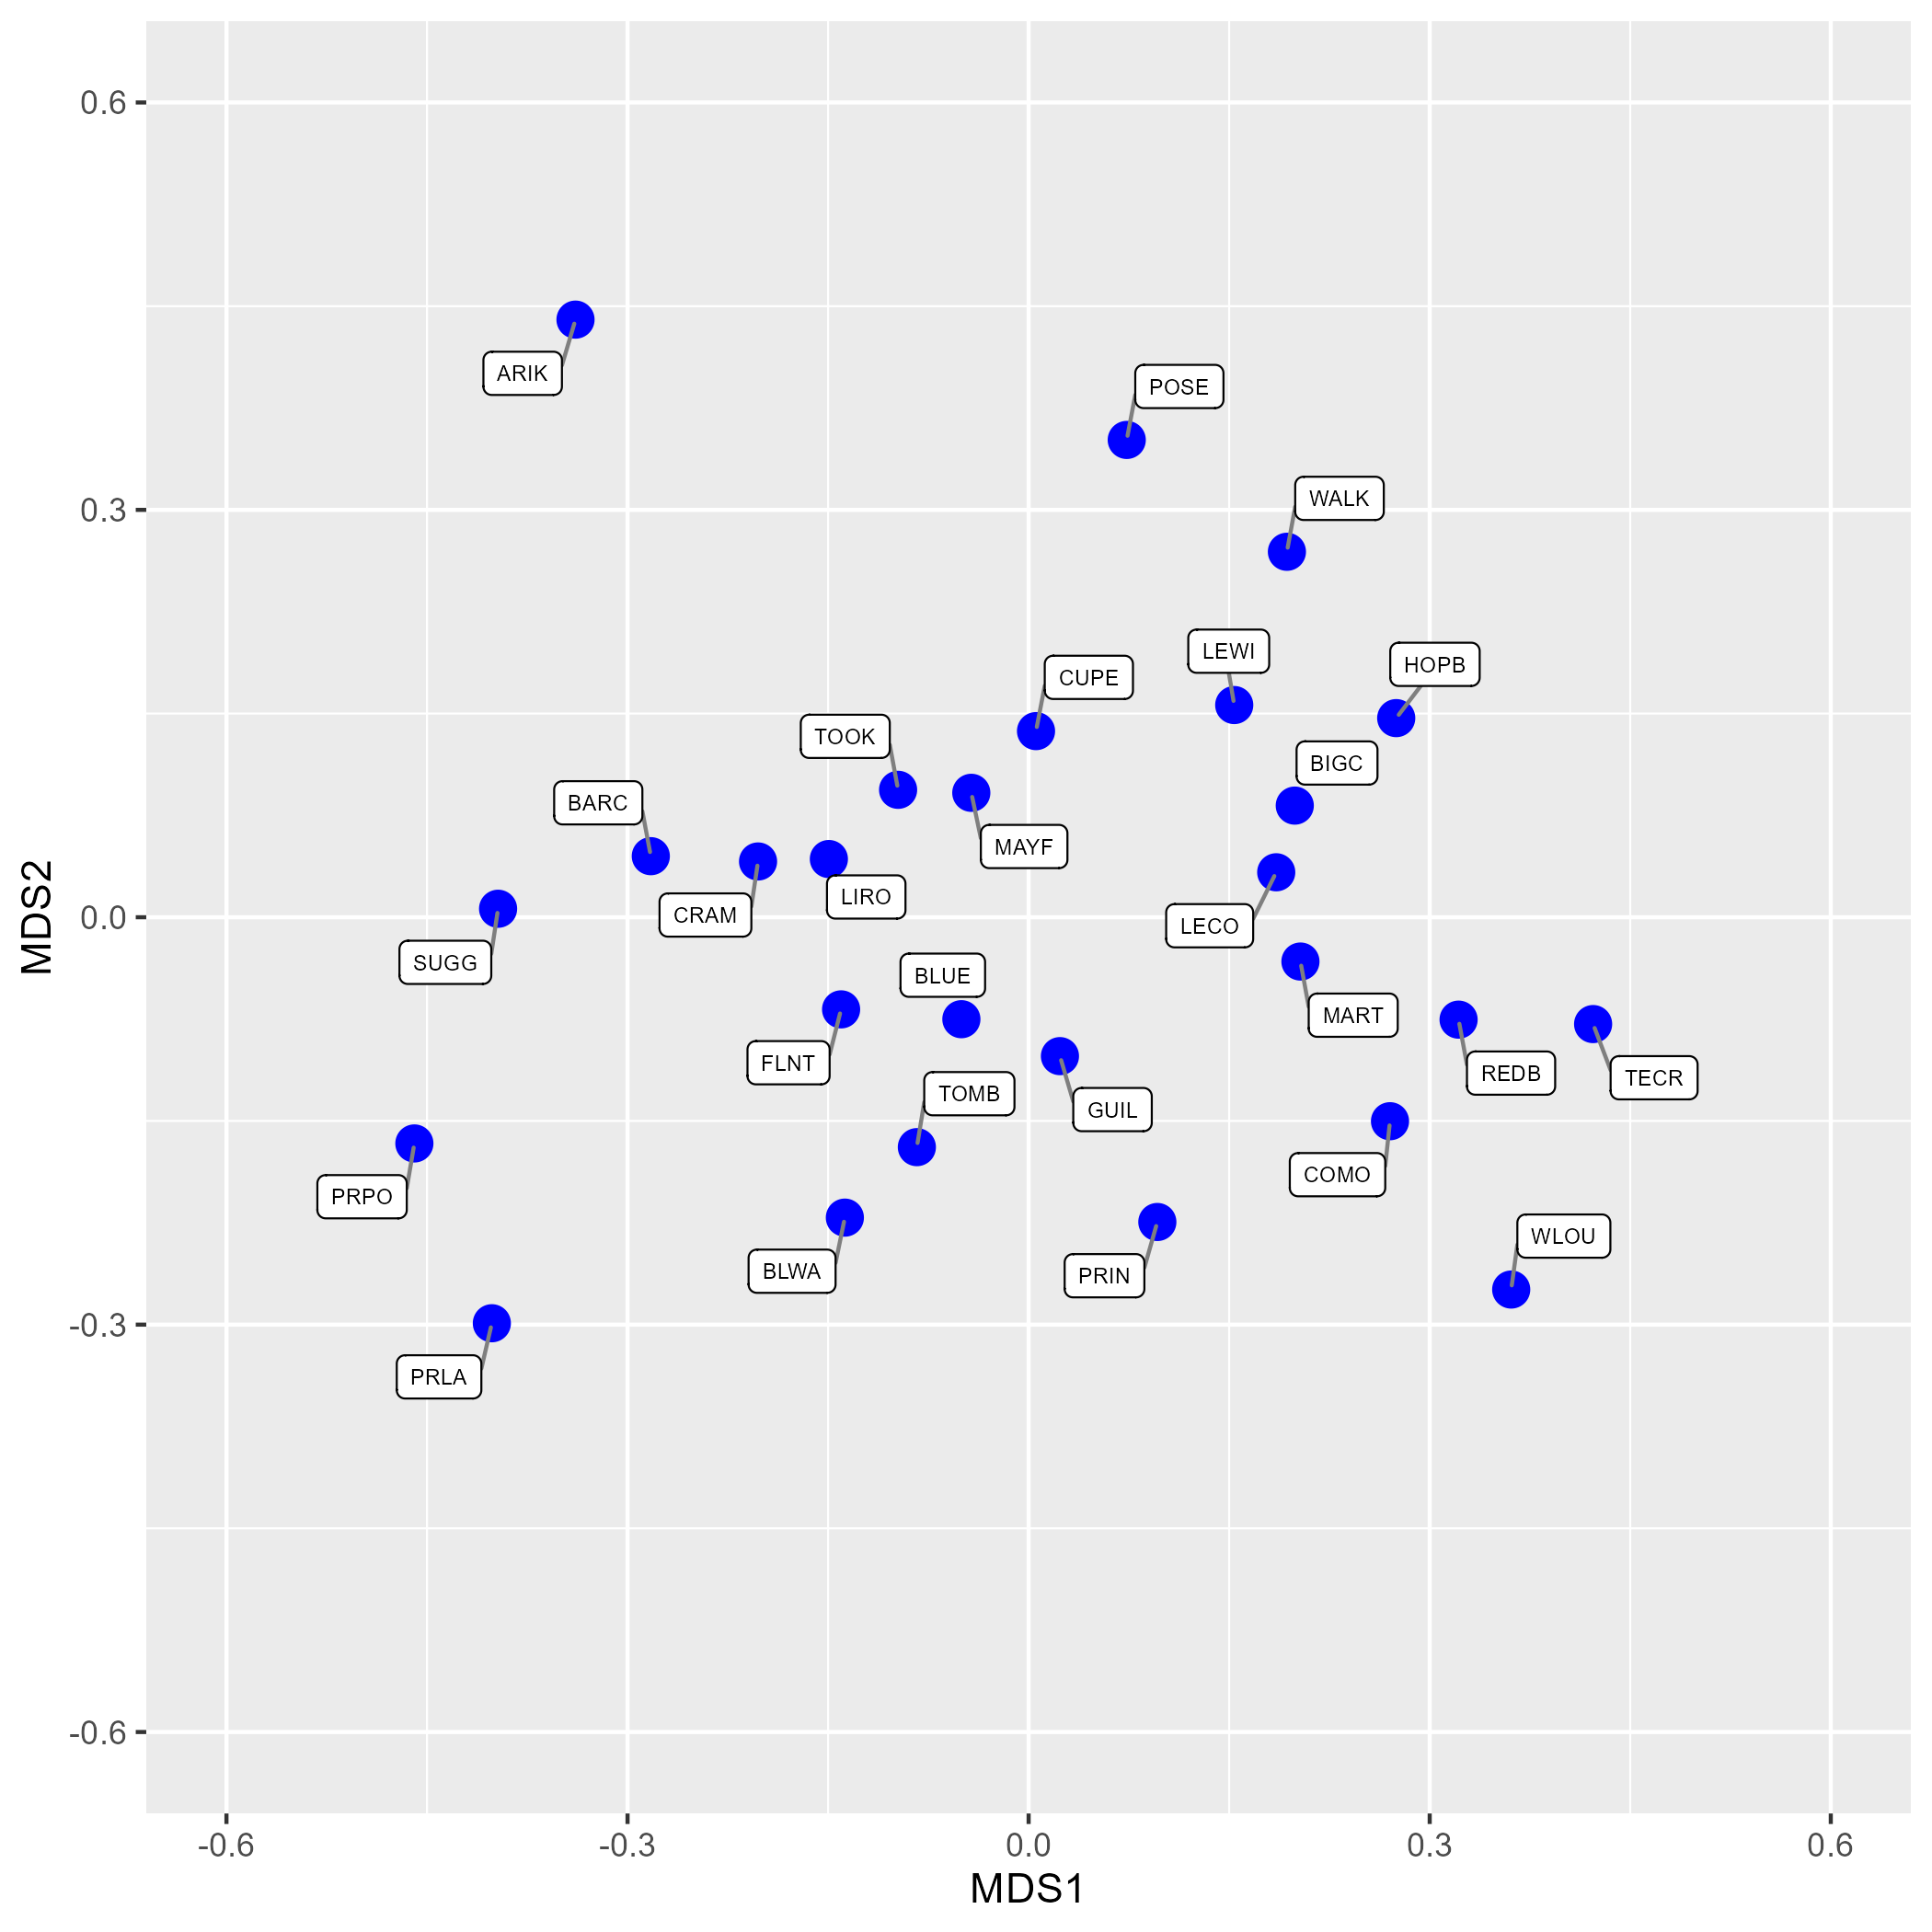 0.6
ARIK
POSE
0.3
WALK
LEWI
HOPB
CUPE
TOOK
BIGC
BARC
MAYF
LIRO
CRAM
0.0
LECO
SUGG
BLUE
MART
FLNT
REDB
TECR
TOMB
GUIL
COMO
PRPO
WLOU
BLWA
PRIN
-0.3
PRLA
-0.6
MDS2
-0.6 -0.3 0.0 0.3 0.6
MDS1